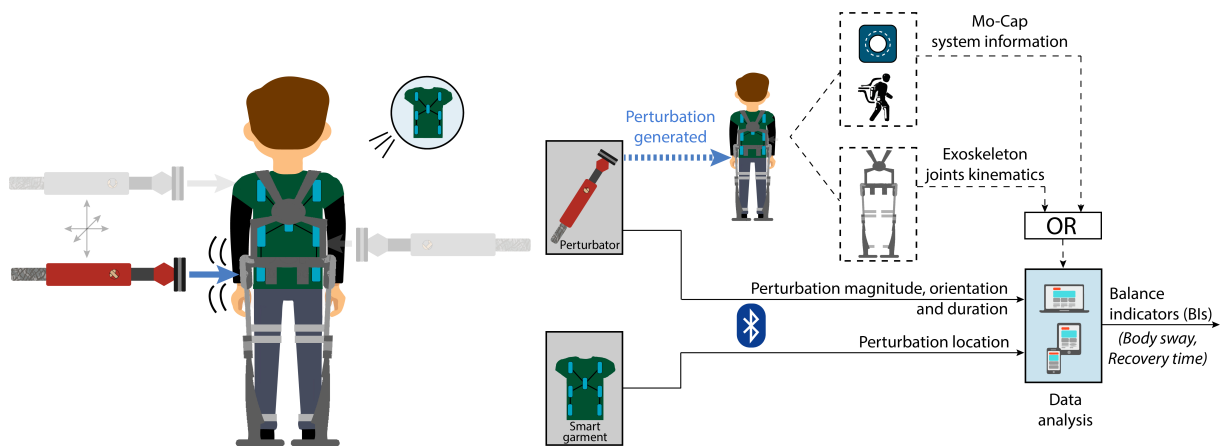 Mo-Cap
system information
Perturbation
generated
Exoskeleton
joints kinematics
Perturbator
OR
Perturbation magnitude, orientation
and duration
Balance
indicators (BIs)
(Body sway,
Recovery time)
Perturbation location
Data
analysis
Smart
garment